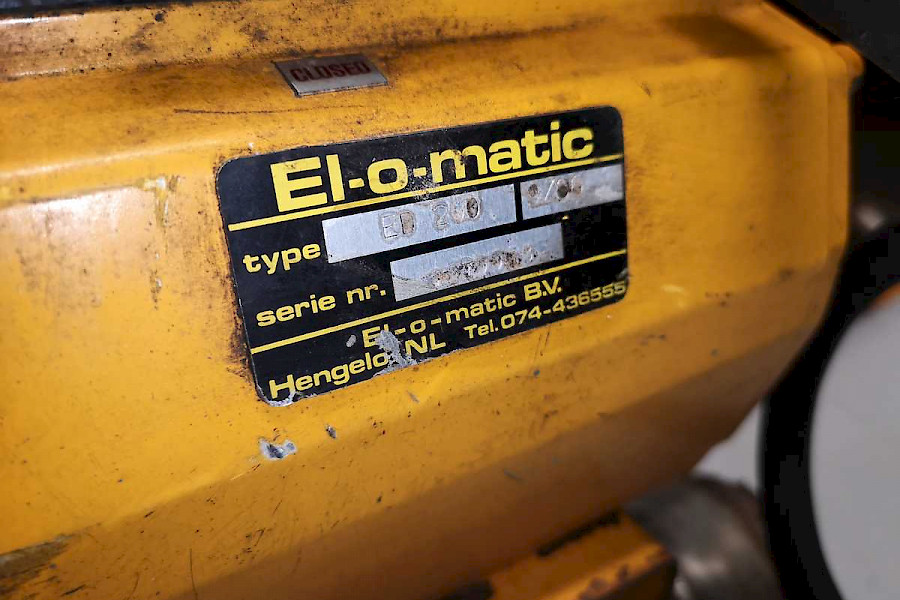 CLOSED
El-o-matic
type ED 200
serie nr.
El-o-matic B.V.
Hengelo NL Tel. 074-436555